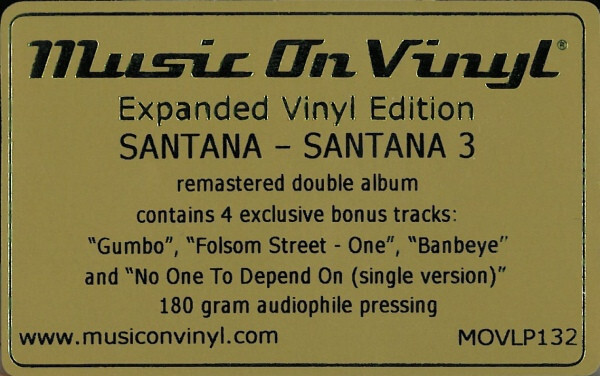 Music On Vinyl®
Expanded Vinyl Edition
SANTANA – SANTANA 3
remastered double album
contains 4 exclusive bonus tracks:
"Gumbo", "Folsom Street - One", "Banbeye"
and "No One To Depend On (single version)"
180 gram audiophile pressing
www.musiconvinyl.com MOVLP132